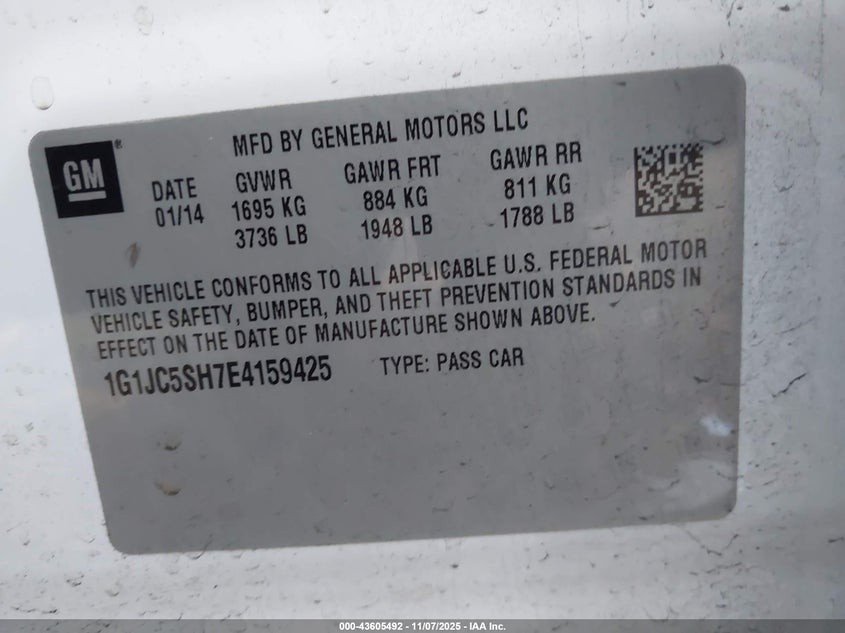 MFD BY GENERAL MOTORS LLC
GM®
DATE GVWR GAWR FRT GAWR RR
01/14 1695 KG 884 KG 811 KG
3736 LB 1948 LB 1788 LB
THIS VEHICLE CONFORMS TO ALL APPLICABLE U.S. FEDERAL MOTOR
VEHICLE SAFETY, BUMPER, AND THEFT PREVENTION STANDARDS IN
EFFECT ON THE DATE OF MANUFACTURE SHOWN ABOVE.
1G1JC5SH7E4159425 TYPE: PASS CAR
000-43605492 - 11/07/2025 - IAA Inc.